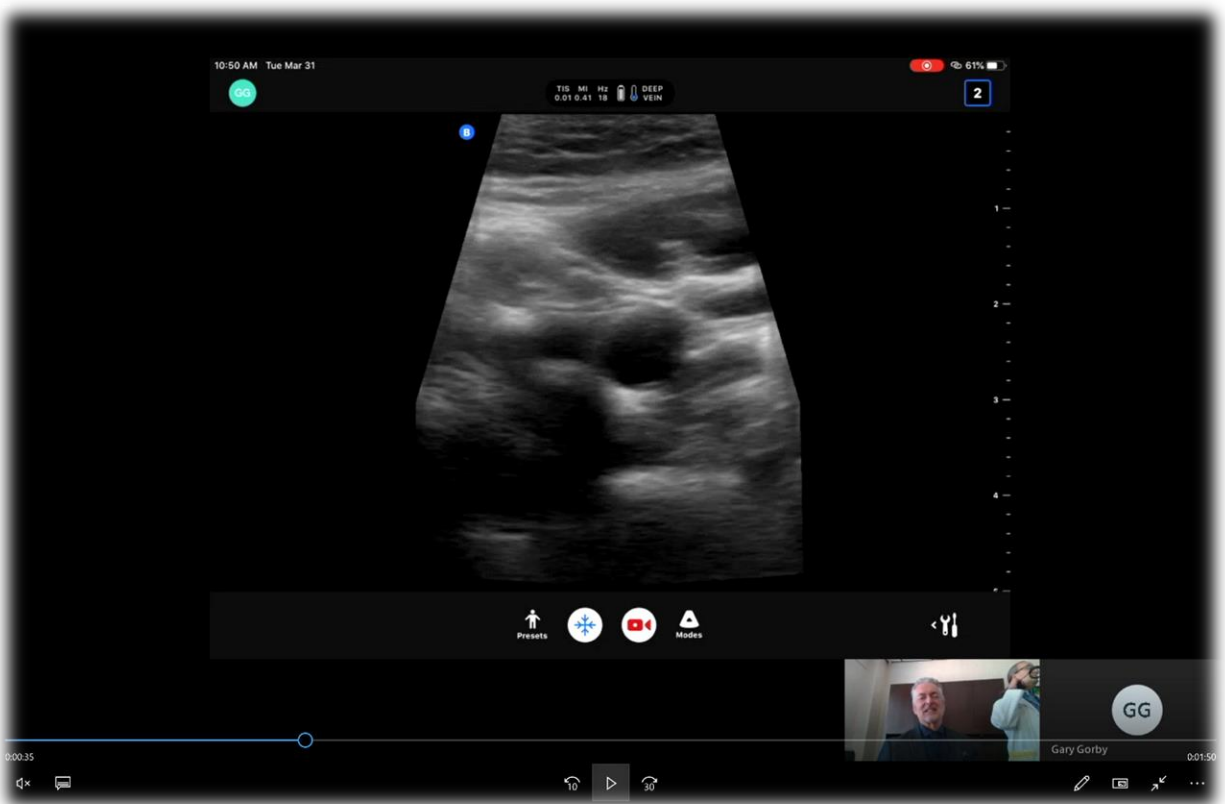 10:50 AM Tue Mar 31
61%
GG
TIS MI Hz DEEP
0.01 0.41 18 VEIN
2
B
1
2
3
4
Presets
Modes
GG
Gary Gorby
0:00:35
0:01:50
10
30